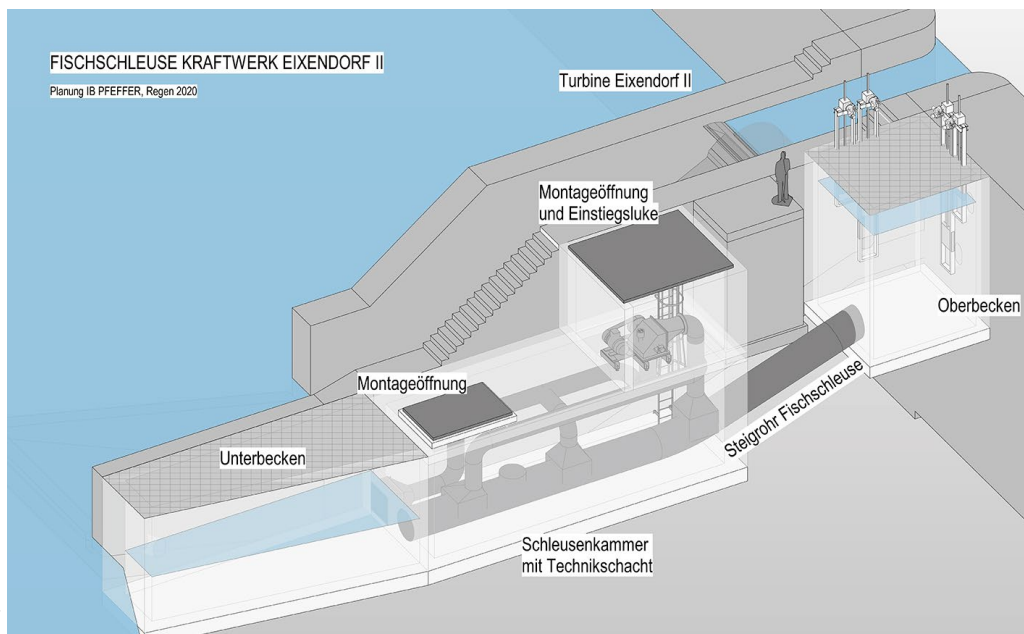 FISCHSCHLEUSE KRAFTWERK EIXENDORF II
Planung IB PFEFFER, Regen 2020
Turbine Eixendorf II
Montageöffnung
und Einstiegsluke
Oberbecken
Montageöffnung
Steigrohr Fischschleuse
Unterbecken
Schleusenkammer
mit Technikschacht